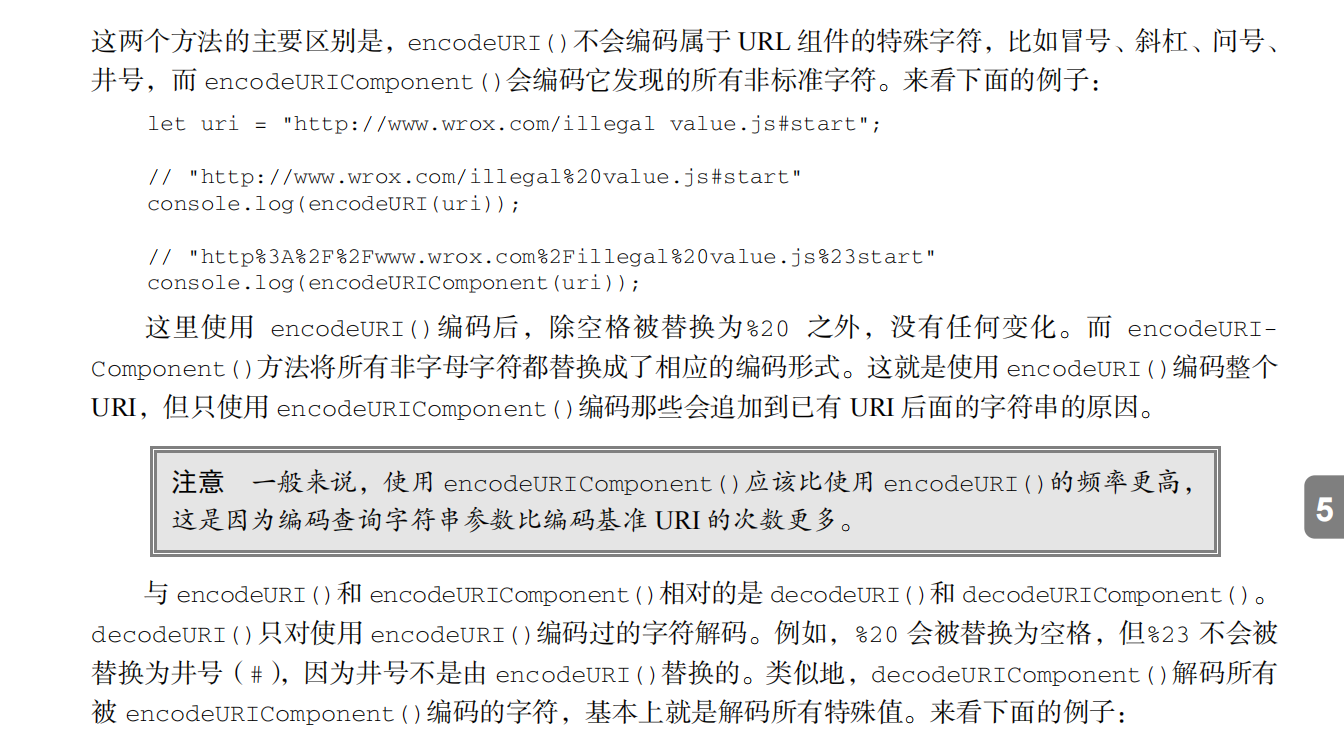 这两个方法的主要区别是，encodeURI()不会编码属于 URL 组件的特殊字符，比如冒号、斜杠、问号、
井号，而 encodeURIComponent()会编码它发现的所有非标准字符。来看下面的例子：
let uri = "http://www.wrox.com/illegal value.js#start";
// "http://www.wrox.com/illegal%20value.js#start"
console.log(encodeURI(uri));
// "http%3A%2F%2Fwww.wrox.com%2Fillegal%20value.js%23start"
console.log(encodeURIComponent(uri));
这里使用 encodeURI()编码后，除空格被替换为%20 之外，没有任何变化。而 encodeURI-
Component()方法将所有非字母字符都替换成了相应的编码形式。这就是使用 encodeURI()编码整个
URI，但只使用 encodeURIComponent()编码那些会追加到已有 URI 后面的字符串的原因。
注意 一般来说，使用 encodeURIComponent()应该比使用 encodeURI()的频率更高，
这是因为编码查询字符串参数比编码基准 URI 的次数更多。
5
与 encodeURI()和 encodeURIComponent()相对的是 decodeURI()和 decodeURIComponent()。
decodeURI()只对使用 encodeURI()编码过的字符解码。例如，%20 会被替换为空格，但%23 不会被
替换为井号（#），因为井号不是由 encodeURI()替换的。类似地，decodeURIComponent()解码所有
被 encodeURIComponent()编码的字符，基本上就是解码所有特殊值。来看下面的例子：